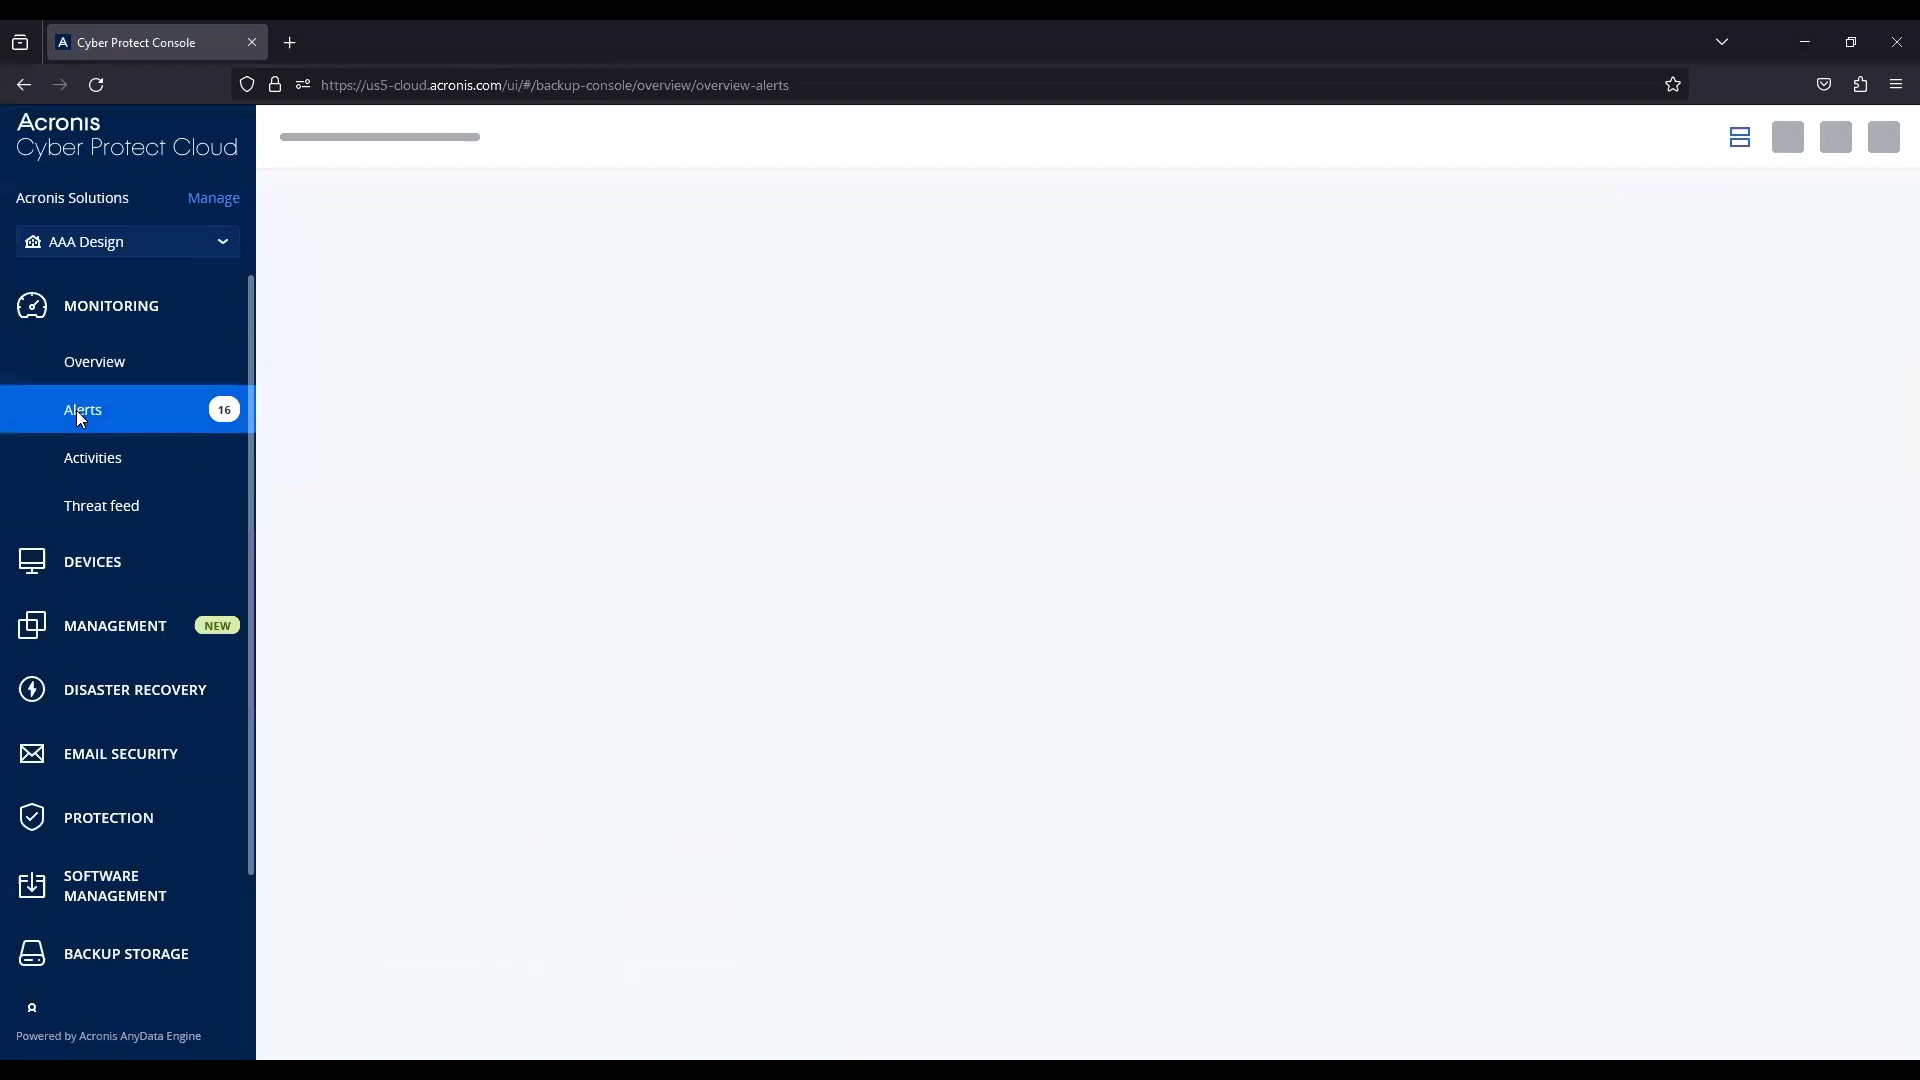 Cyber Protect Console
https://us5-cloud.acronis.com/ui/#/backup-console/overview/overview-alerts
Acronis
Cyber Protect Cloud
Acronis Solutions Manage
AAA Design
MONITORING
Overview
Alerts 16
Activities
Threat feed
DEVICES
MANAGEMENT NEW
DISASTER RECOVERY
EMAIL SECURITY
PROTECTION
SOFTWARE
MANAGEMENT
BACKUP STORAGE
Powered by Acronis AnyData Engine